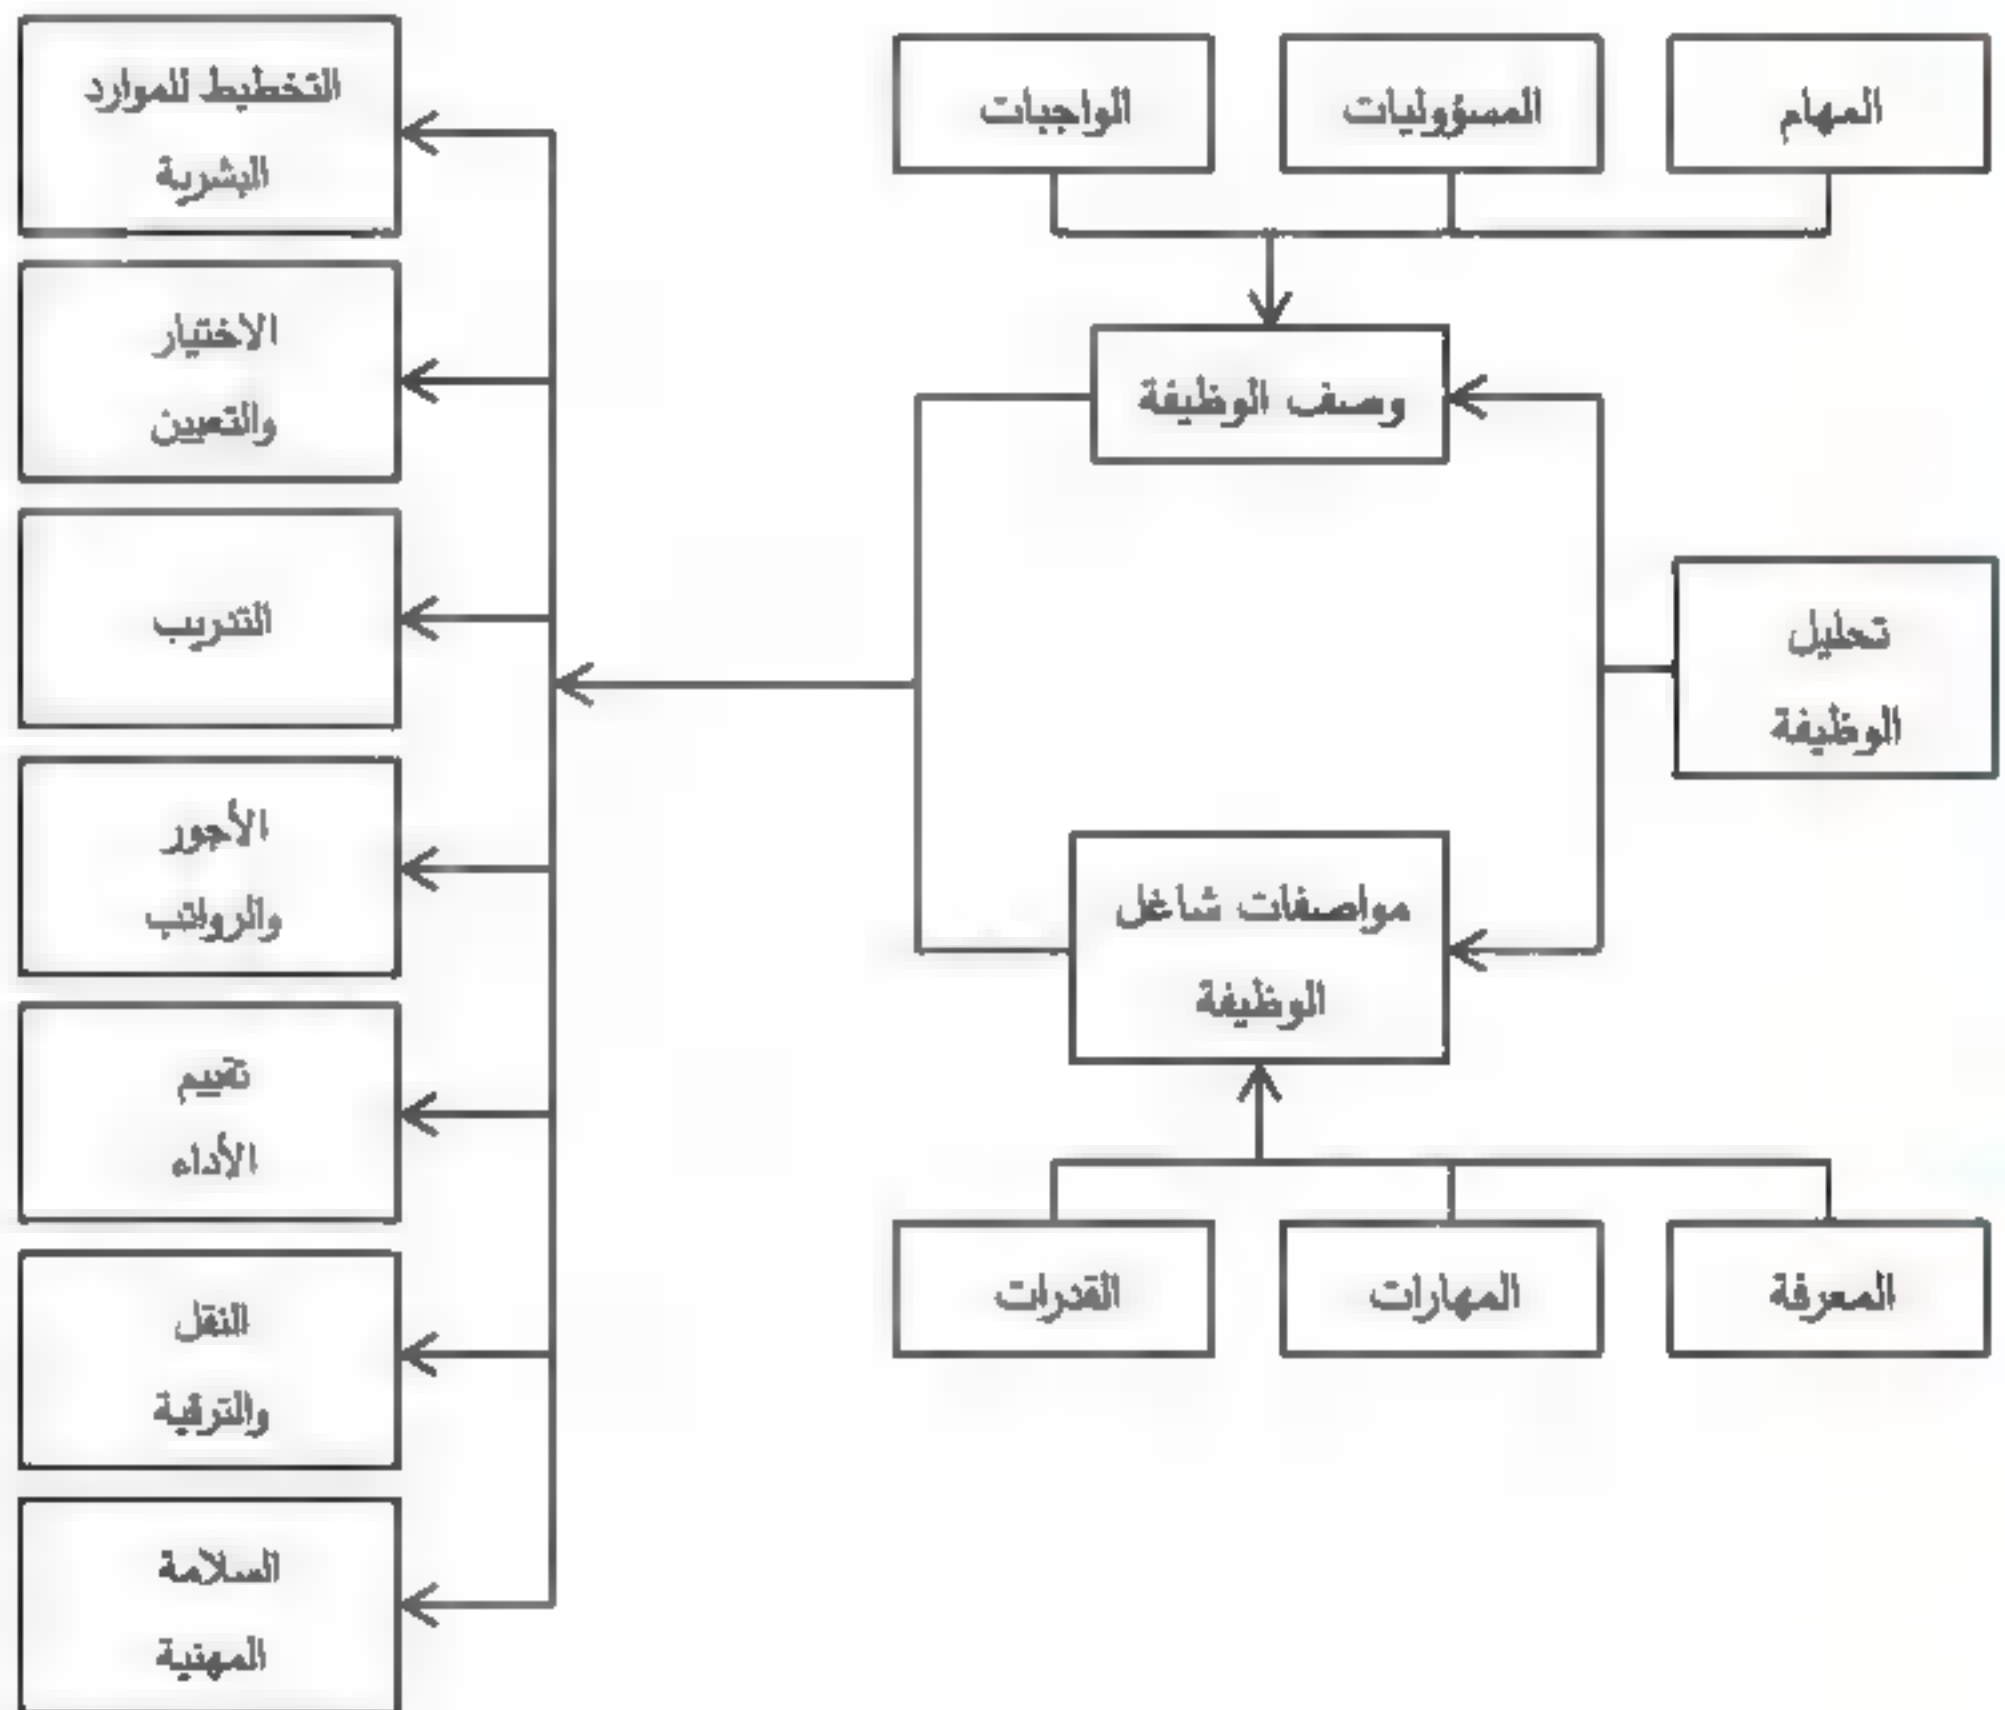 المهام
المسؤوليات
الواجبات
وصف الوظيفة
تحليل
الوظيفة
مواصفات شاغل
الوظيفة
المعرفة
المهارات
القدرات
التخطيط للموارد
البشرية
الاختيار
والتعيين
التدريب
الأجور
والرواتب
تقييم
الأداء
النقل
والترقية
السلامة
المهنية